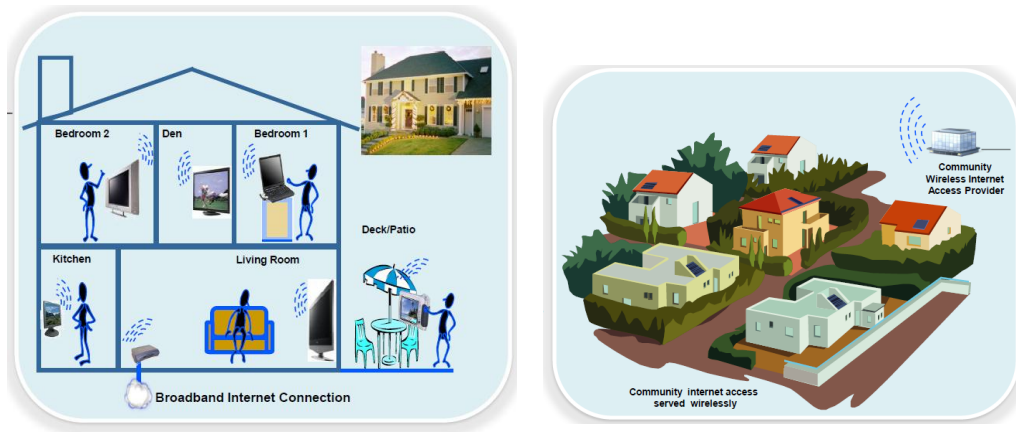 Bedroom 2
Den
Bedroom 1
Deck/Patio
Kitchen
Living Room
Broadband Internet Connection
Community
Wireless Internet
Access Provider
Community internet access
served wirelessly